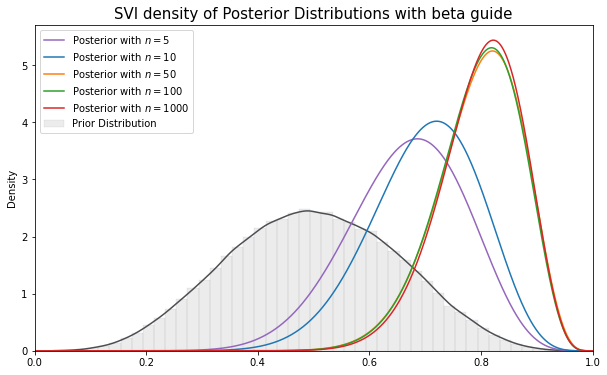 SVI density of Posterior Distributions with beta guide
Posterior with n = 5
Posterior with n = 10
Posterior with n = 50
Posterior with n = 100
Posterior with n = 1000
Prior Distribution
Density
5
4
3
2
1
0
0.0 0.2 0.4 0.6 0.8 1.0